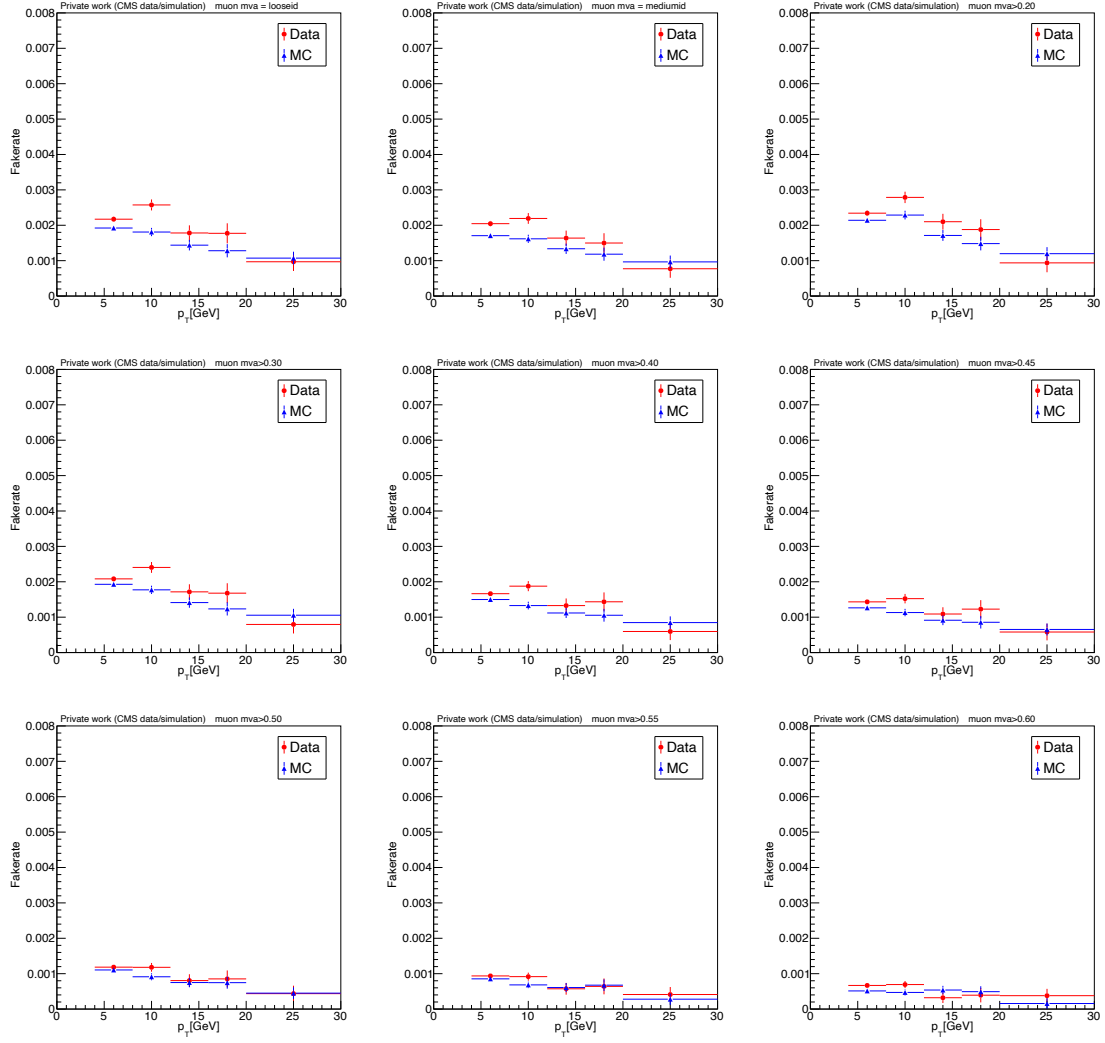 Private work (CMS data/simulation) muon mva = looseid
0.008
0.007
0.006
0.005
0.004
0.003
0.002
0.001
0
Fakerate
Data
MC
0 5 10 15 20 25 30
p_T[GeV]
Private work (CMS data/simulation) muon mva = mediumid
0.008
0.007
0.006
0.005
0.004
0.003
0.002
0.001
0
Fakerate
Data
MC
0 5 10 15 20 25 30
p_T[GeV]
Private work (CMS data/simulation) muon mva>0.20
0.008
0.007
0.006
0.005
0.004
0.003
0.002
0.001
0
Fakerate
Data
MC
0 5 10 15 20 25 30
p_T[GeV]
Private work (CMS data/simulation) muon mva>0.30
0.008
0.007
0.006
0.005
0.004
0.003
0.002
0.001
0
Fakerate
Data
MC
0 5 10 15 20 25 30
p_T[GeV]
Private work (CMS data/simulation) muon mva>0.40
0.008
0.007
0.006
0.005
0.004
0.003
0.002
0.001
0
Fakerate
Data
MC
0 5 10 15 20 25 30
p_T[GeV]
Private work (CMS data/simulation) muon mva>0.45
0.008
0.007
0.006
0.005
0.004
0.003
0.002
0.001
0
Fakerate
Data
MC
0 5 10 15 20 25 30
p_T[GeV]
Private work (CMS data/simulation) muon mva>0.50
0.008
0.007
0.006
0.005
0.004
0.003
0.002
0.001
0
Fakerate
Data
MC
0 5 10 15 20 25 30
p_T[GeV]
Private work (CMS data/simulation) muon mva>0.55
0.008
0.007
0.006
0.005
0.004
0.003
0.002
0.001
0
Fakerate
Data
MC
0 5 10 15 20 25 30
p_T[GeV]
Private work (CMS data/simulation) muon mva>0.60
0.008
0.007
0.006
0.005
0.004
0.003
0.002
0.001
0
Fakerate
Data
MC
0 5 10 15 20 25 30
p_T[GeV]